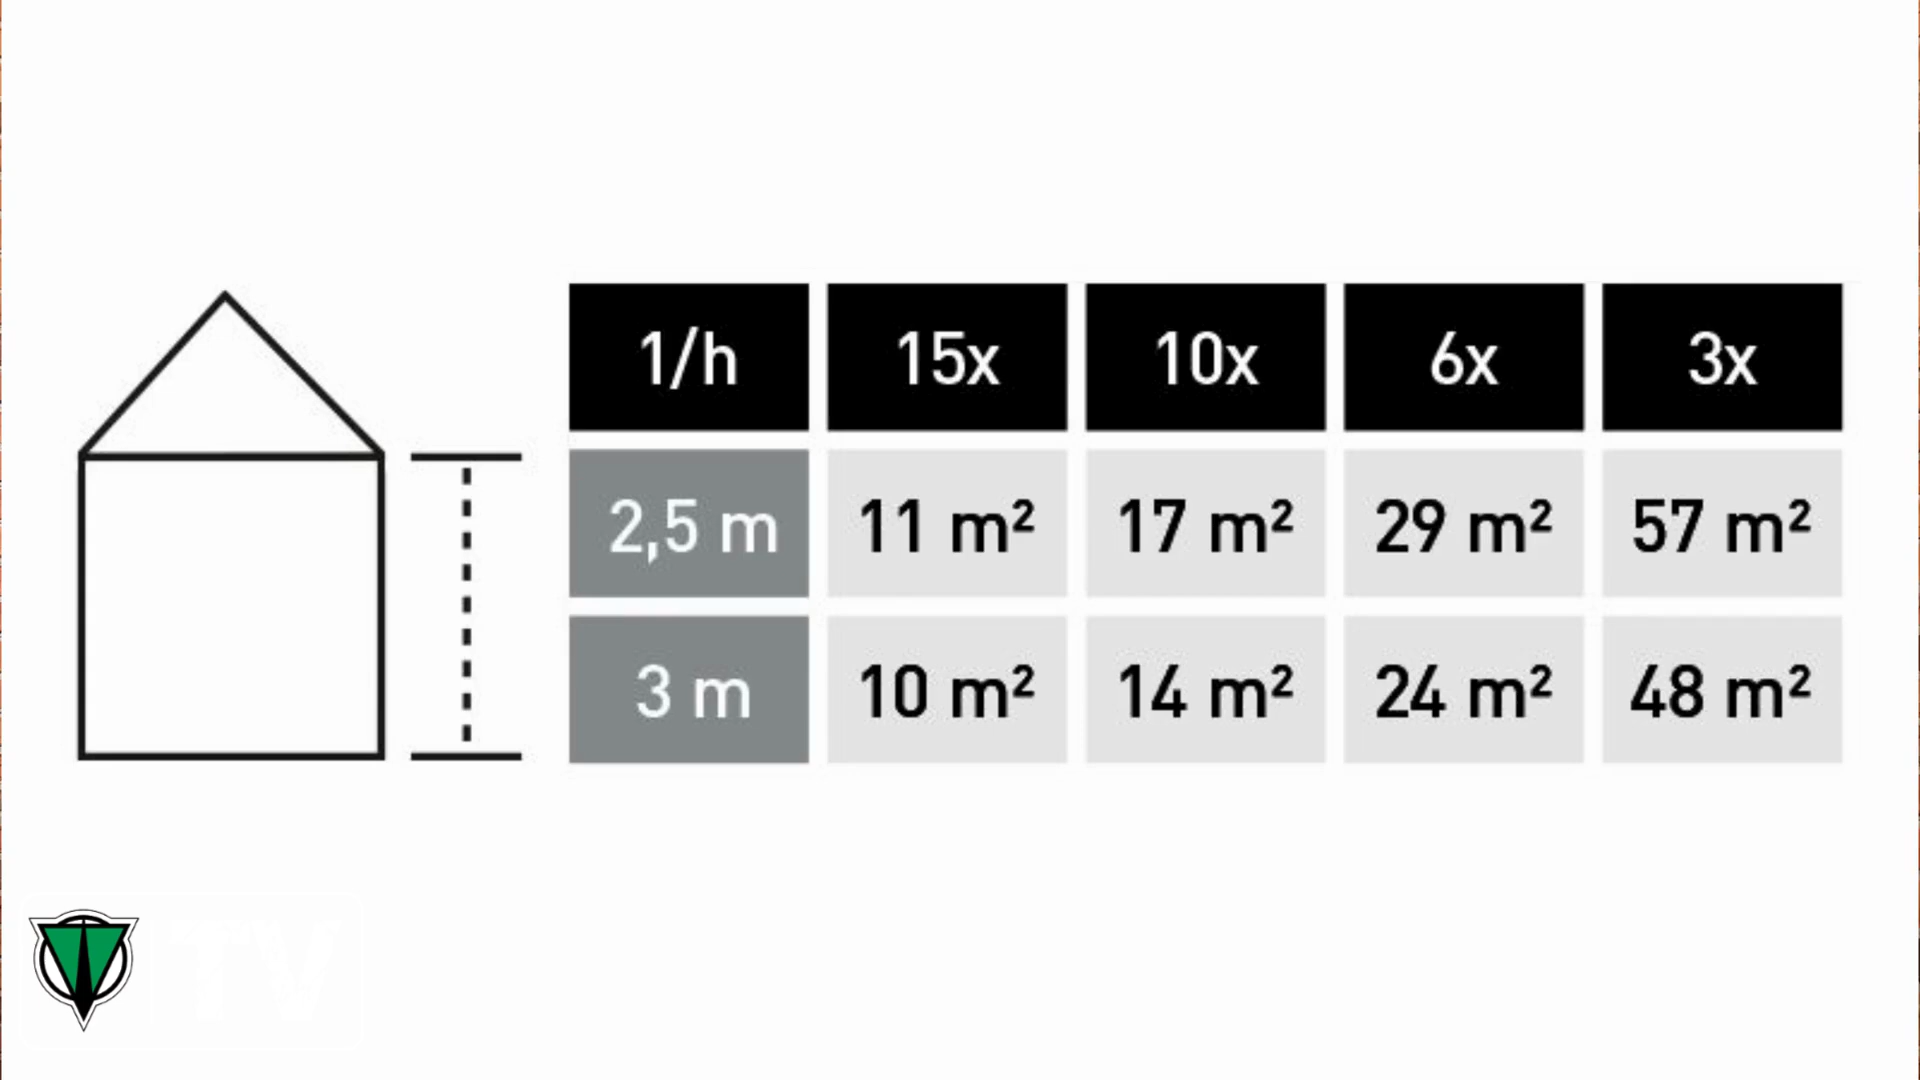 1/h 15x 10x 6x 3x
2,5 m 11 m² 17 m² 29 m² 57 m²
3 m 10 m² 14 m² 24 m² 48 m²
TV